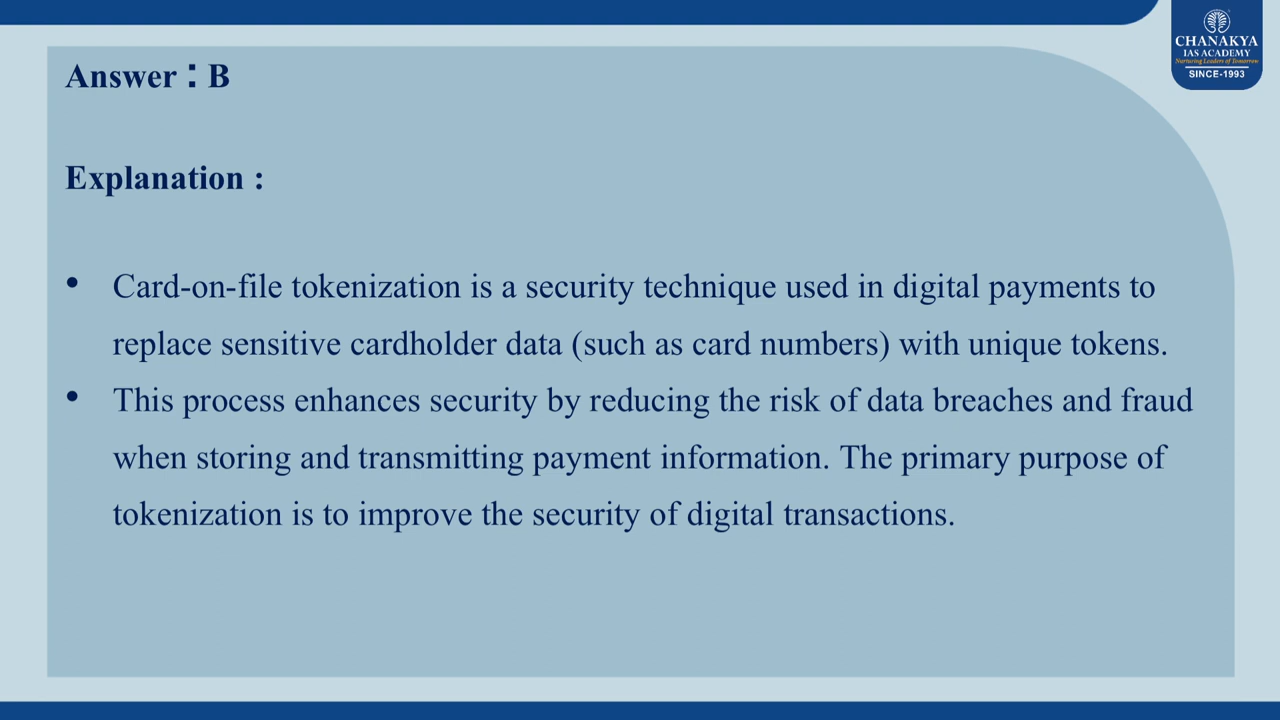 CHANAKYA
IAS ACADEMY
Nurturing Leaders of Tomorrow
SINCE-1993
Answer : B
Explanation :
• Card-on-file tokenization is a security technique used in digital payments to
replace sensitive cardholder data (such as card numbers) with unique tokens.
• This process enhances security by reducing the risk of data breaches and fraud
when storing and transmitting payment information. The primary purpose of
tokenization is to improve the security of digital transactions.